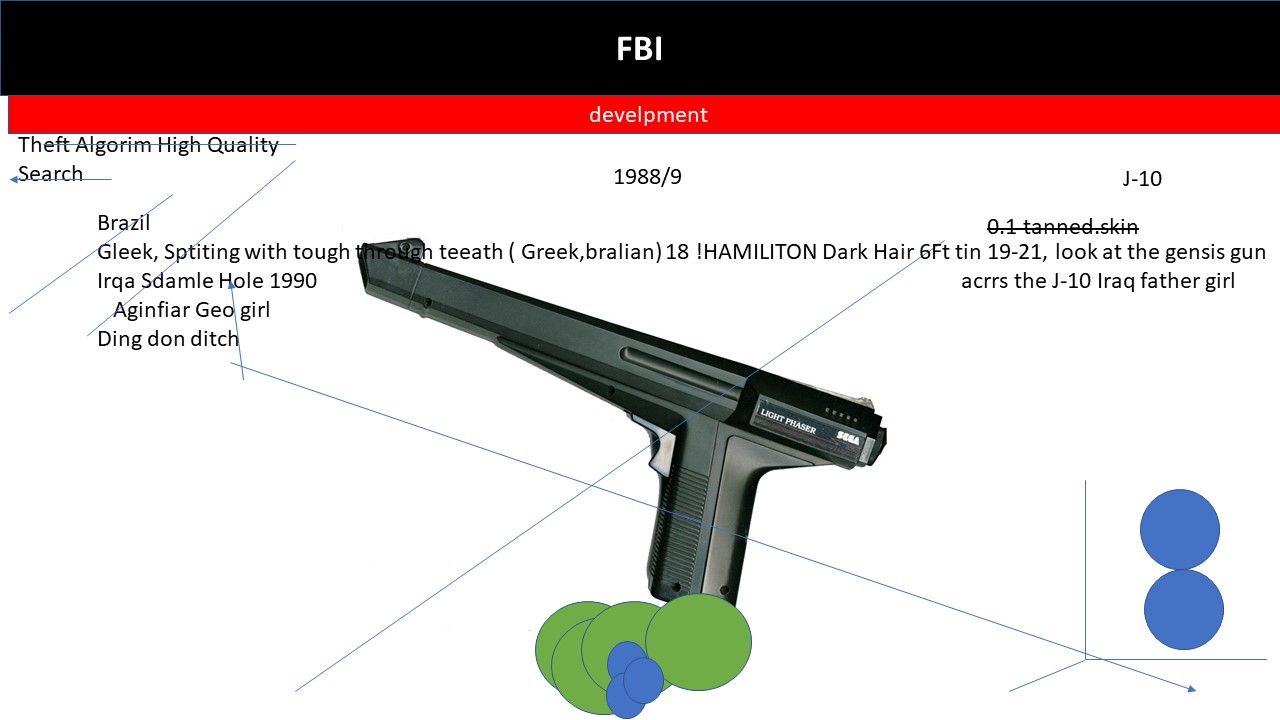 FBI
develpment
Theft Algorim High Quality
Search
1988/9
J-10
Brazil
0.1 tanned.skin
Gleek, Sptiting with tough through teeath ( Greek,bralian) 18 !HAMILITON Dark Hair 6Ft tin 19-21, look at the gensis gun
Irqa Sdamle Hole 1990
acrrs the J-10 Iraq father girl
Aginfiar Geo girl
Ding don ditch
LIGHT PHASER
SEGA